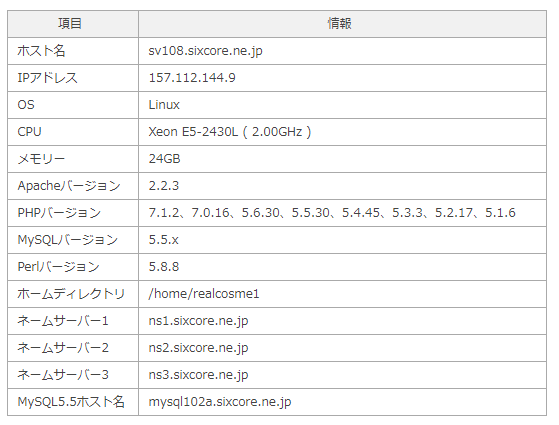 項目 情報
ホスト名 sv108.sixcore.ne.jp
IPアドレス 157.112.144.9
OS Linux
CPU Xeon E5-2430L ( 2.00GHz )
メモリー 24GB
Apacheバージョン 2.2.3
PHPバージョン 7.1.2、7.0.16、5.6.30、5.5.30、5.4.45、5.3.3、5.2.17、5.1.6
MySQLバージョン 5.5.x
Perlバージョン 5.8.8
ホームディレクトリ /home/realcosme1
ネームサーバー1 ns1.sixcore.ne.jp
ネームサーバー2 ns2.sixcore.ne.jp
ネームサーバー3 ns3.sixcore.ne.jp
MySQL5.5ホスト名 mysql102a.sixcore.ne.jp